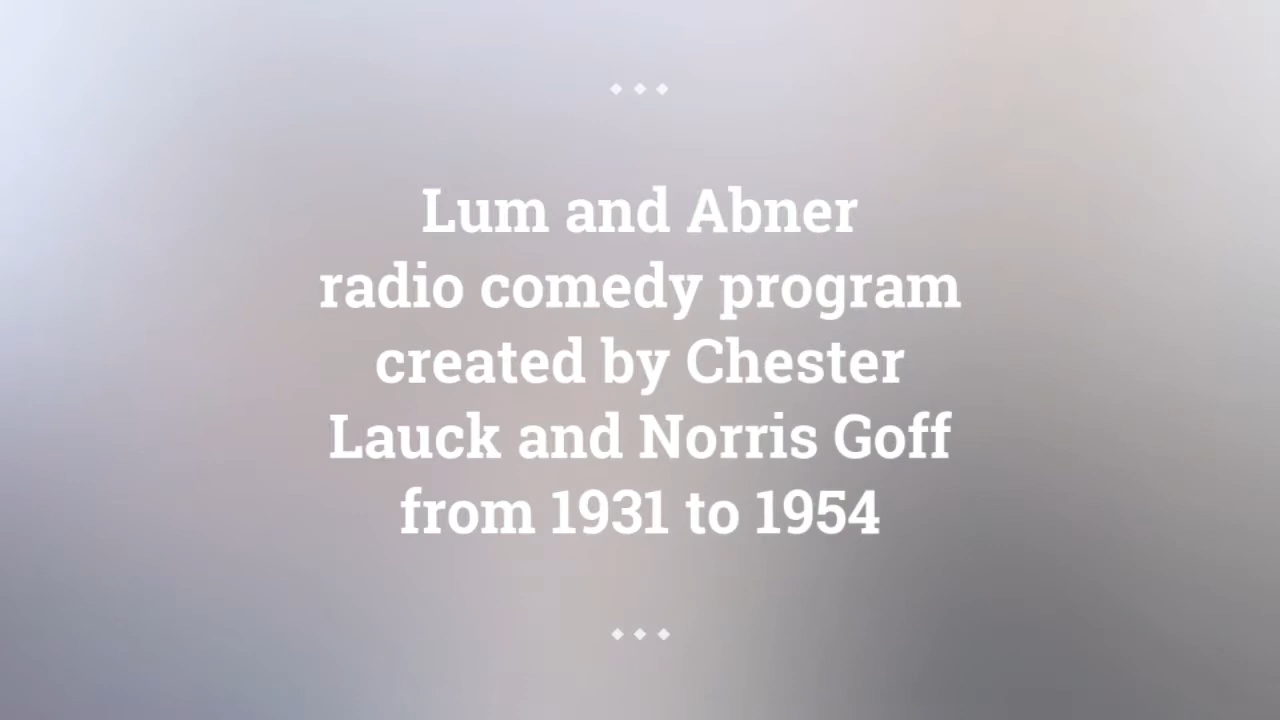 Lum and Abner
radio comedy program
created by Chester
Lauck and Norris Goff
from 1931 to 1954